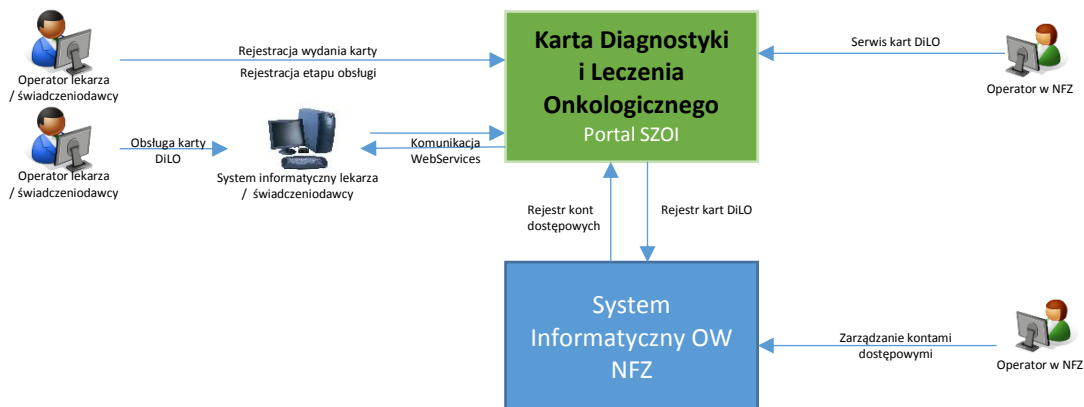 Operator lekarza
/ świadczeniodawcy
Rejestracja wydania karty
Rejestracja etapu obsługi
Karta Diagnostyki
i Leczenia
Onkologicznego
Portal SZOI
Serwis kart DiLO
Operator w NFZ
Operator lekarza
/ świadczeniodawcy
Obsługa karty
DiLO
System informatyczny lekarza
/ świadczeniodawcy
Komunikacja
WebServices
Rejestr kont
dostępowych
Rejestr kart DiLO
System
Informatyczny OW
NFZ
Zarządzanie kontami
dostępowymi
Operator w NFZ